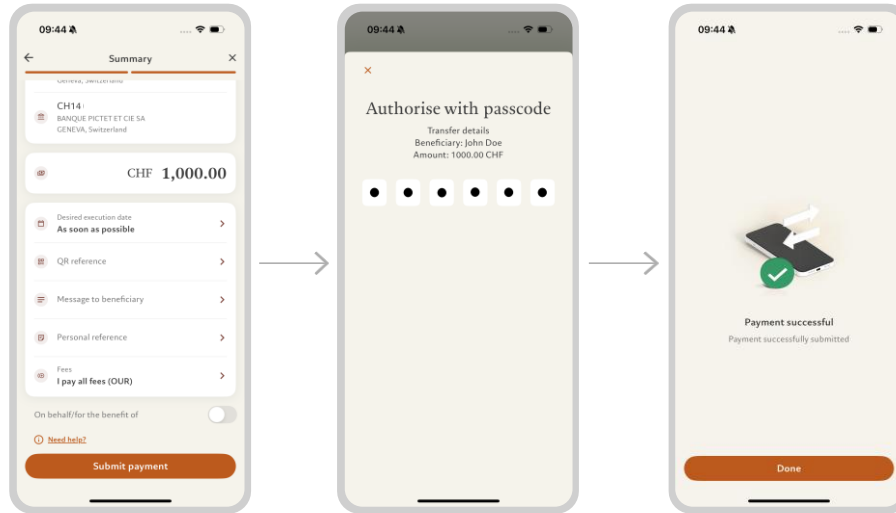 09:44
Summary
Geneva, Switzerland
CH14
BANQUE PICTET ET CIE SA
GENEVA, Switzerland
CHF 1,000.00
Desired execution date
As soon as possible
QR reference
Message to beneficiary
Personal reference
Fees
I pay all fees (OUR)
On behalf/for the benefit of
Need help?
Submit payment
09:44
Authorise with passcode
Transfer details
Beneficiary: John Doe
Amount: 1000.00 CHF
09:44
Payment successful
Payment successfully submitted
Done